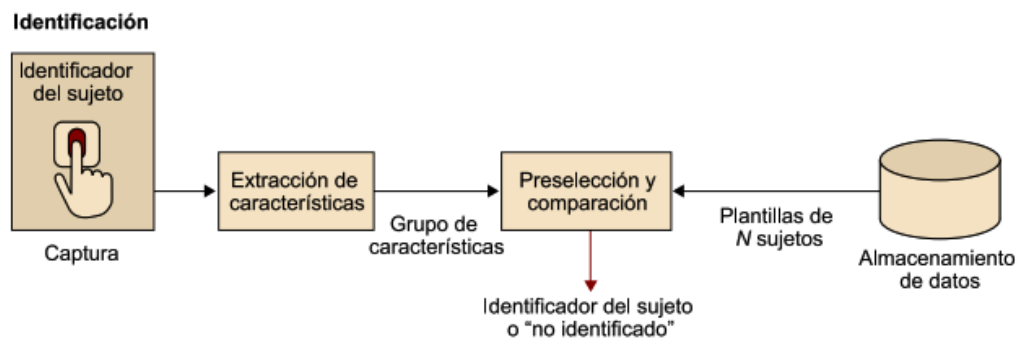 Identificación
Identificador
del sujeto
Captura
Extracción de
características
Grupo de
características
Preselección y
comparación
Identificador del sujeto
o “no identificado”
Plantillas de
N sujetos
Almacenamiento
de datos